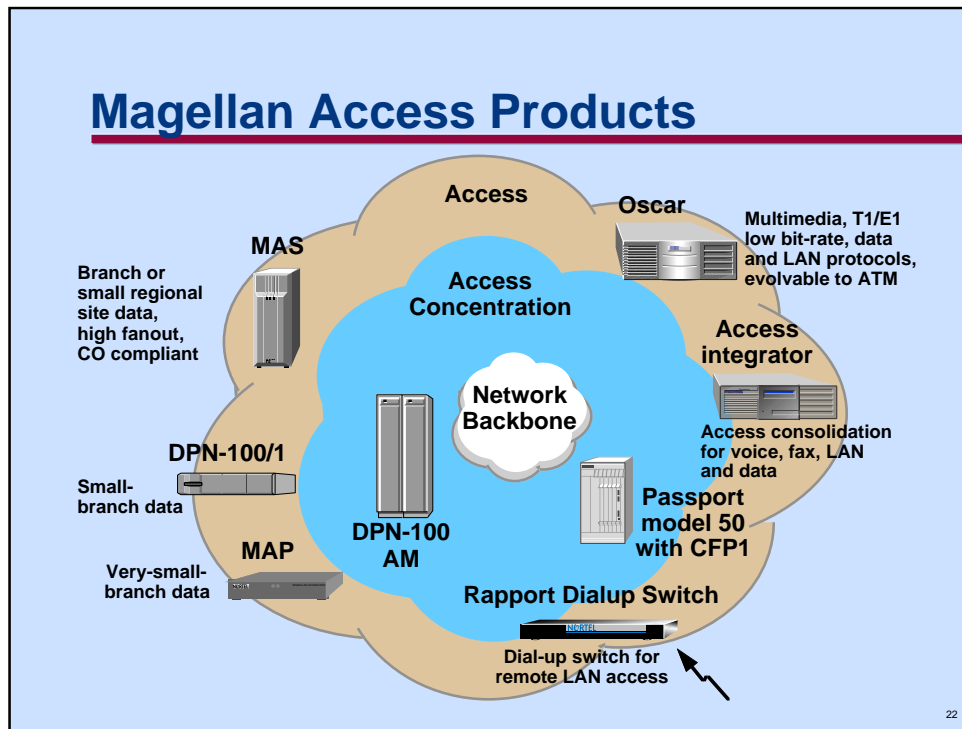 Magellan Access Products
Access
Oscar
Multimedia, T1/E1
low bit-rate, data
and LAN protocols,
evolvable to ATM
MAS
Branch or
small regional
site data,
high fanout,
CO compliant
Access
Concentration
Access
integrator
Access consolidation
for voice, fax, LAN
and data
Network
Backbone
DPN-100/1
Small-
branch data
DPN-100
AM
Passport
model 50
with CFP1
MAP
Very-small-
branch data
NORTEL
Rapport Dialup Switch
NORTEL
Dial-up switch for
remote LAN access
22